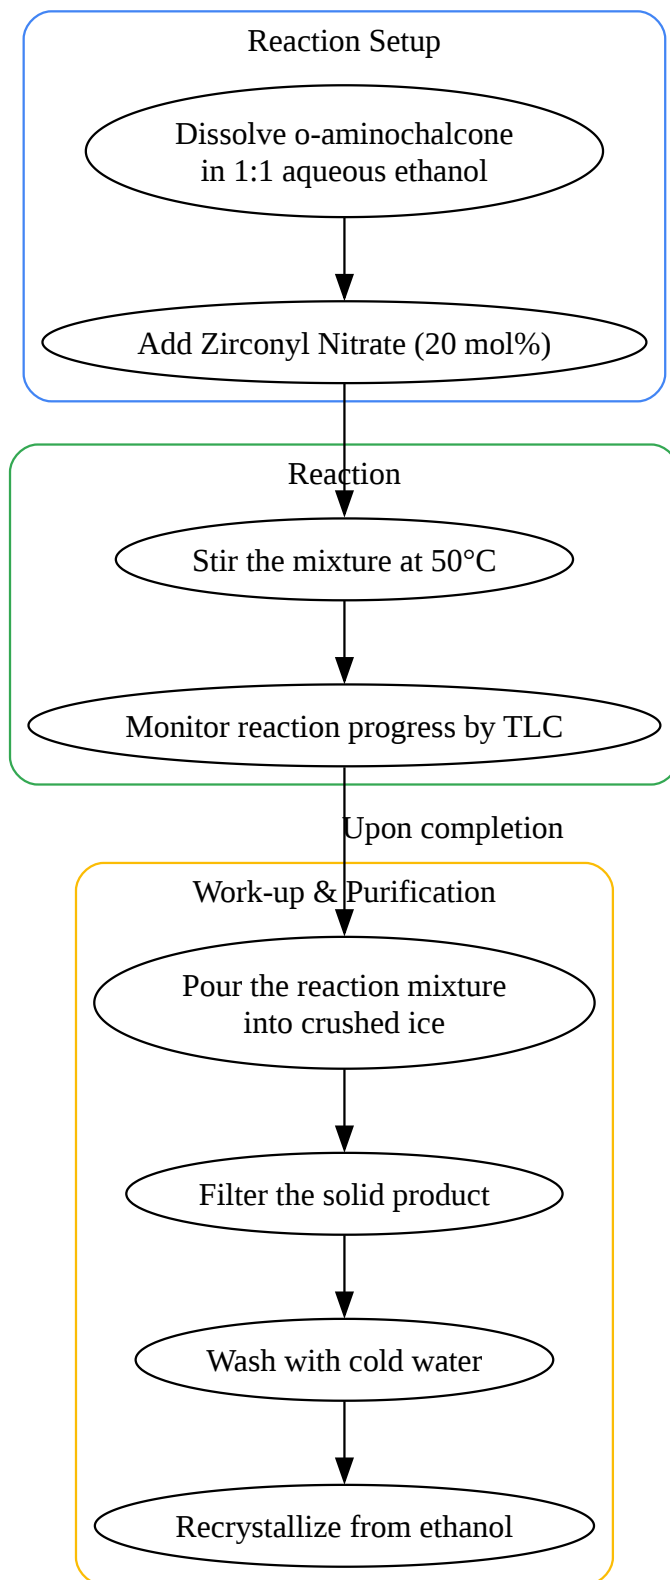 Reaction Setup
Dissolve o-aminochalcone
in 1:1 aqueous ethanol
Add Zirconyl Nitrate (20 mol%)
Reaction
Stir the mixture at 50°C
Monitor reaction progress by TLC
Upon completion
Work-up & Purification
Pour the reaction mixture
into crushed ice
Filter the solid product
Wash with cold water
Recrystallize from ethanol